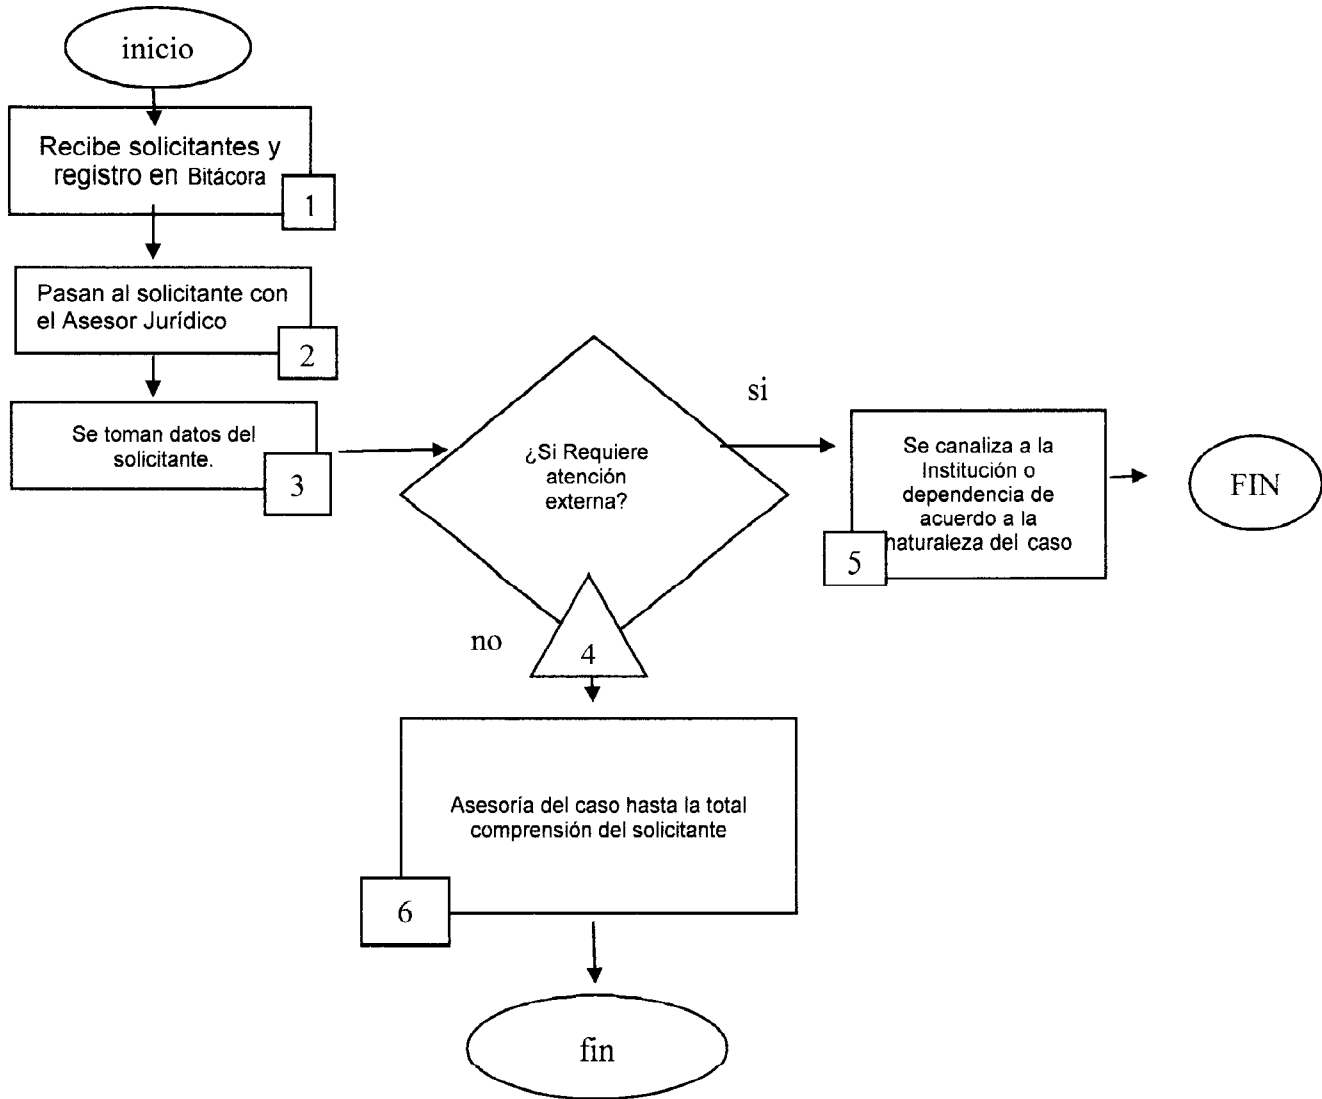 inicio
Recibe solicitantes y
registro en Bitácora
1
Pasan al solicitante con
el Asesor Jurídico
2
Se toman datos del
solicitante.
3
¿Si Requiere
atención
externa?
4
si
no
Se canaliza a la
Institución o
dependencia de
acuerdo a la
naturaleza del caso
5
FIN
Asesoría del caso hasta la total
comprensión del solicitante
6
fin